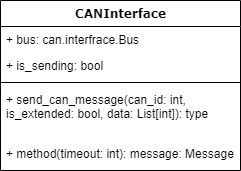 CANInterface
+ bus: can.interfrace.Bus
+ is_sending: bool
+ send_can_message(can_id: int,
is_extended: bool, data: List[int]): type
+ method(timeout: int): message: Message